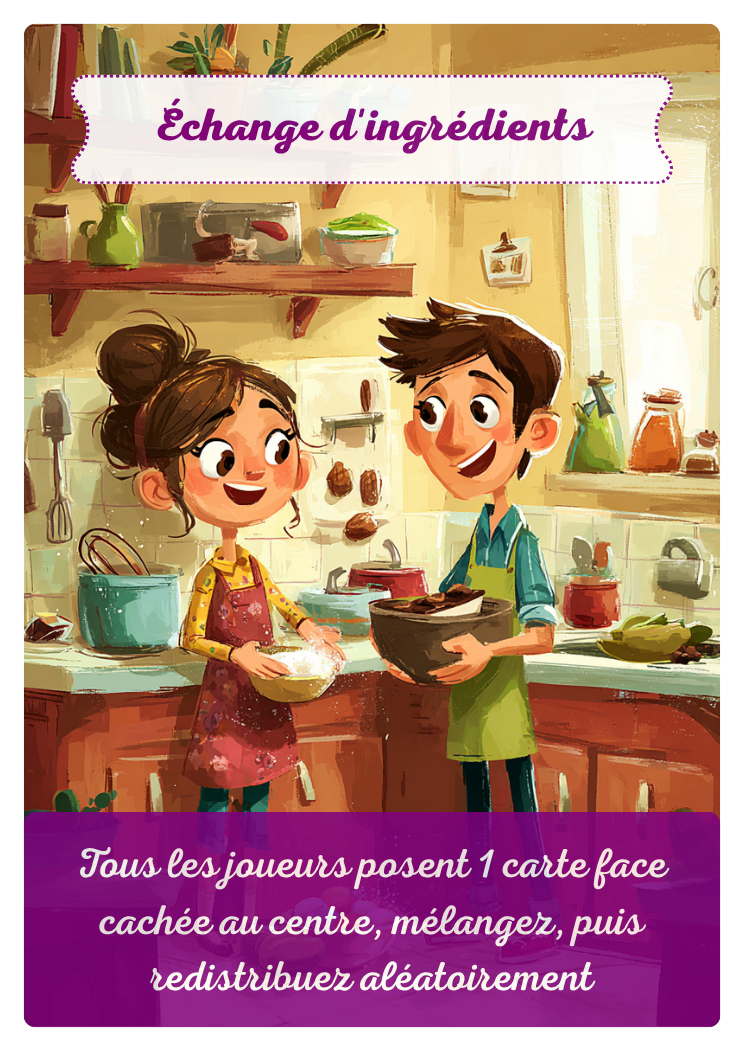 Échange d'ingrédients
Tous les joueurs posent 1 carte face
cachée au centre, mélangez, puis
redistribuez aléatoirement